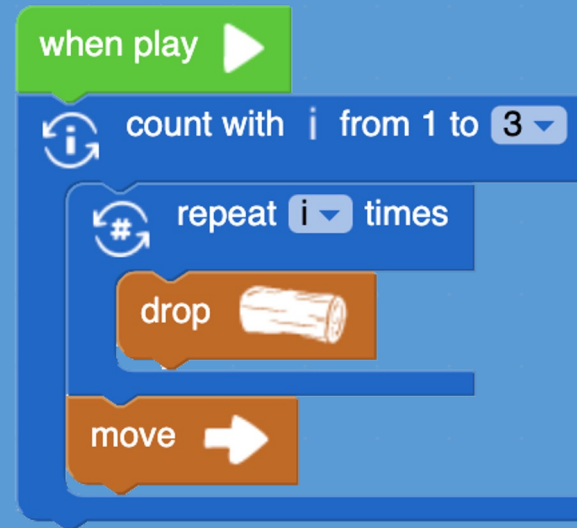 when play
count with i from 1 to 3
# repeat i times
drop
move